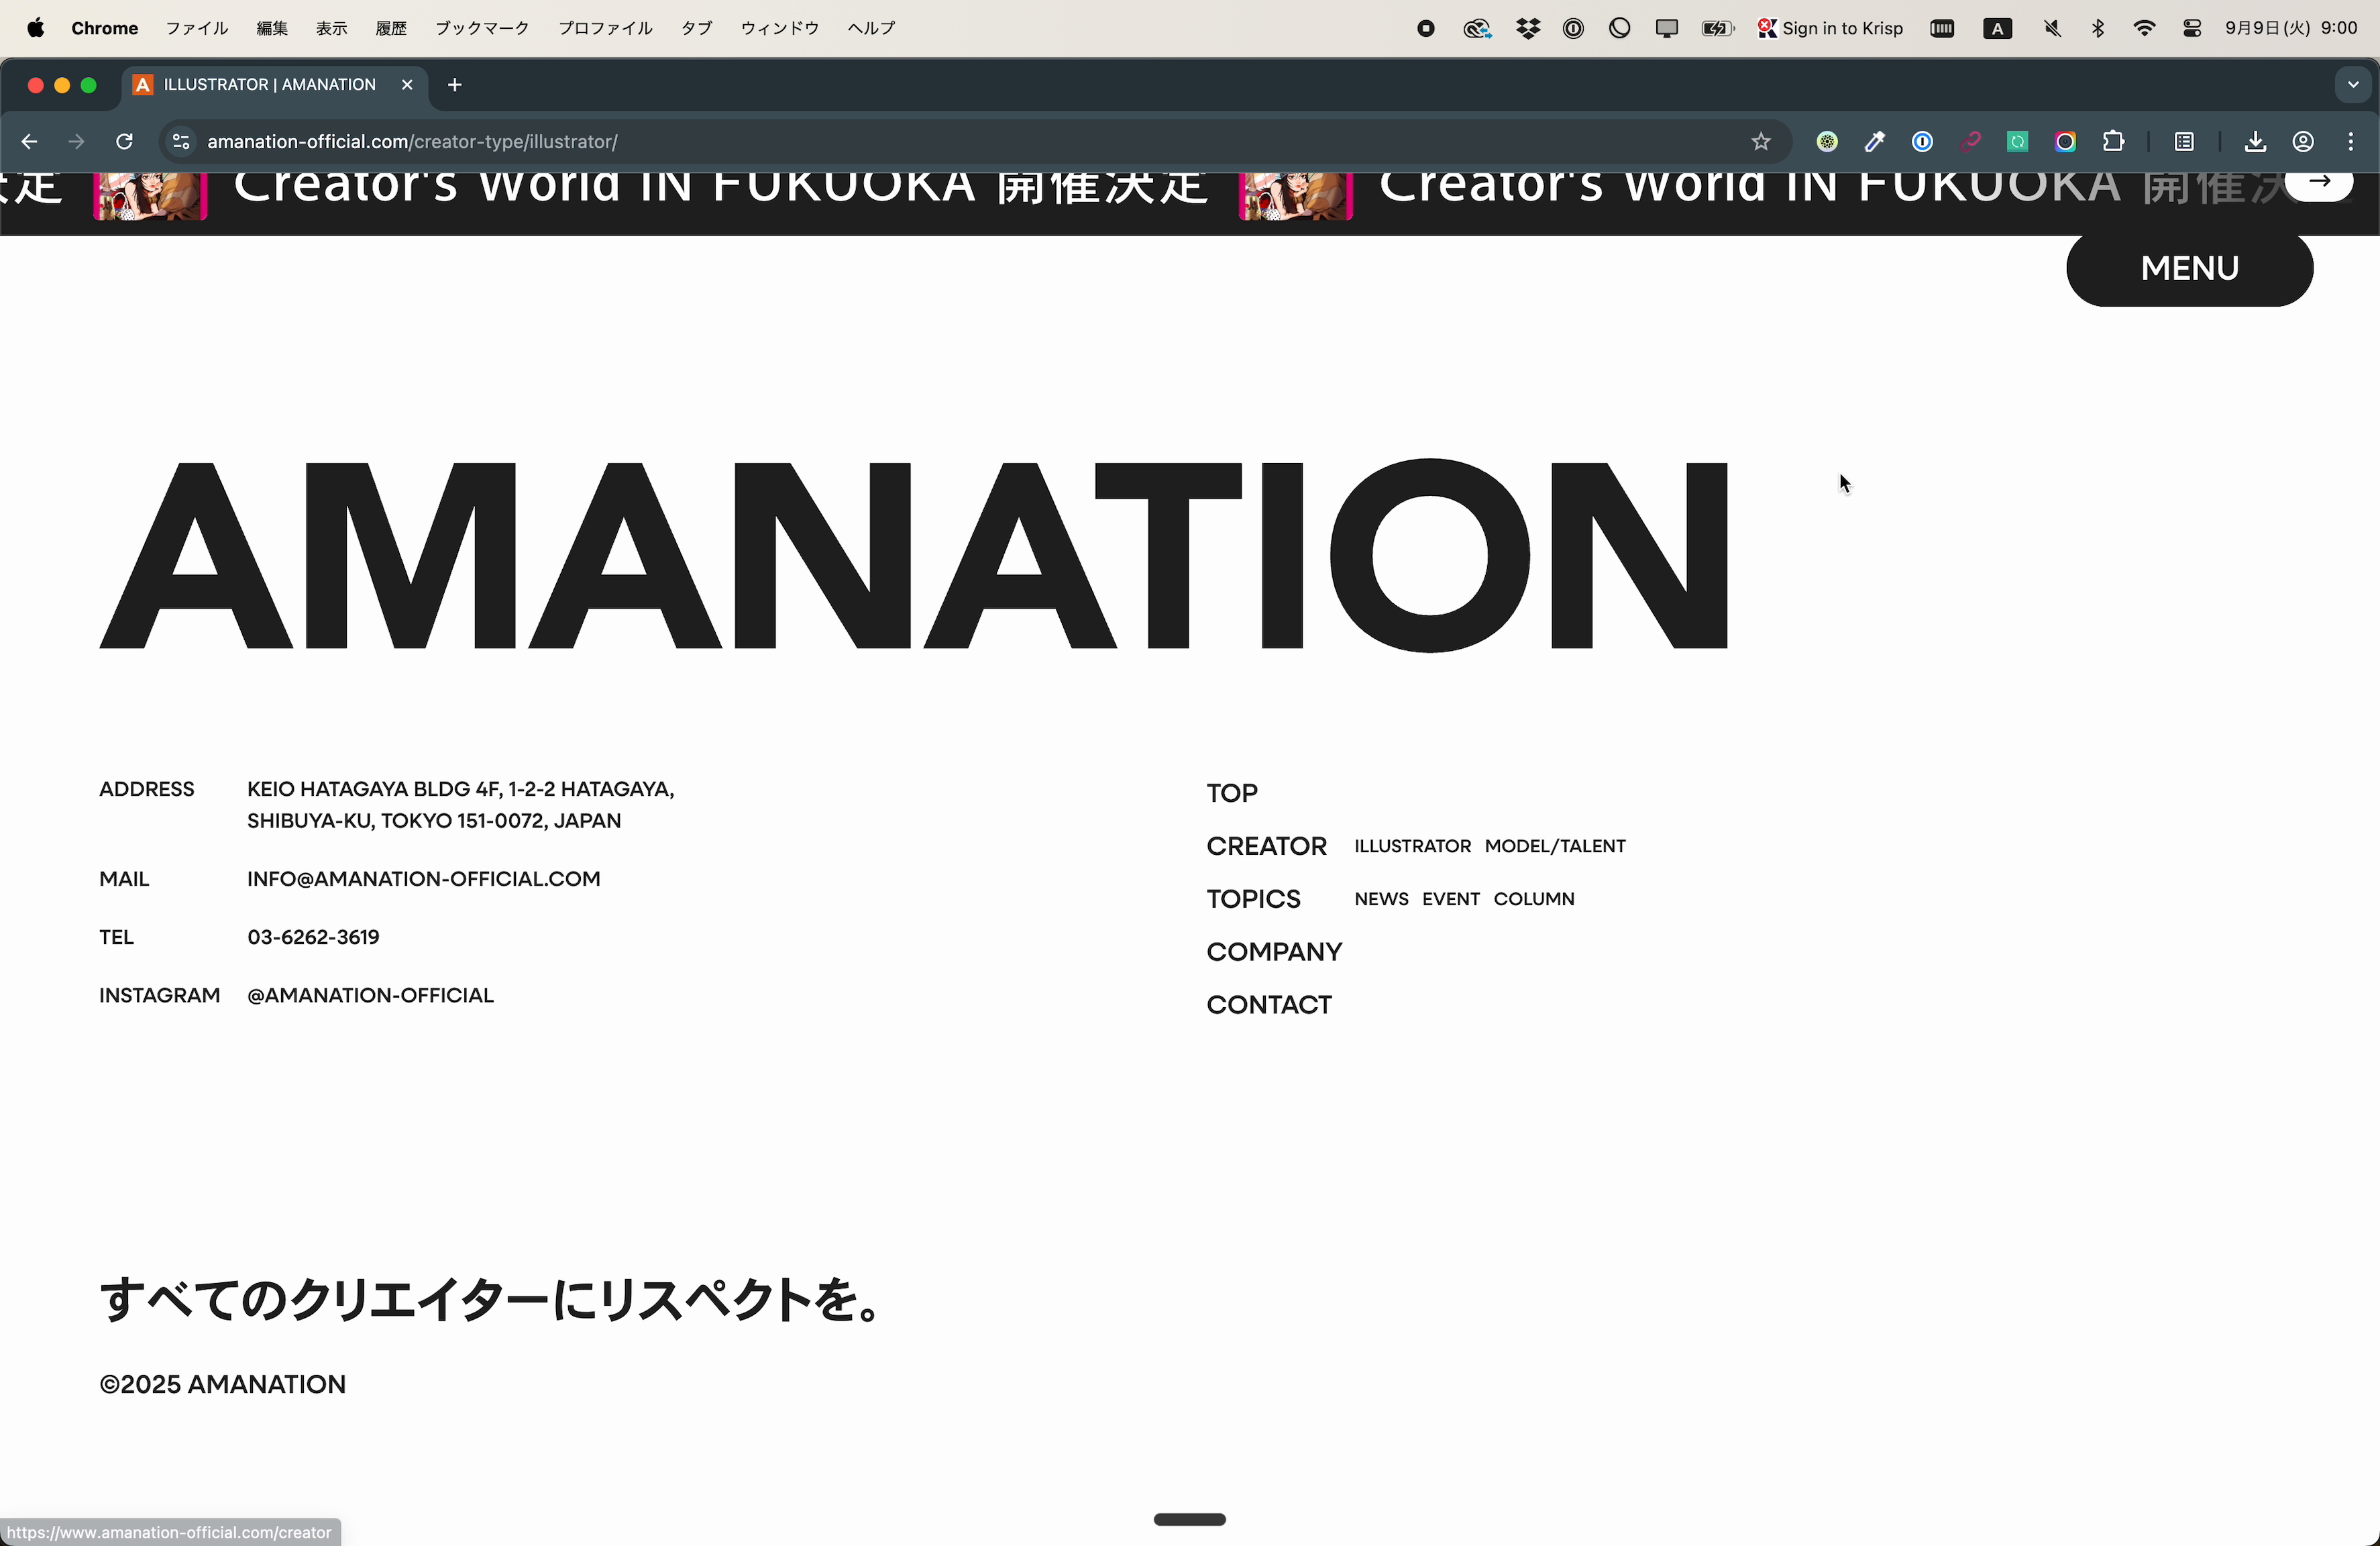 Chrome ファイル 編集 表示 履歴 ブックマーク プロファイル タブ ウィンドウ ヘルプ Sign in to Krisp A 9月9日(火) 9:00
A ILLUSTRATOR | AMANATION
amanation-official.com/creator-type/illustrator/
決定 Creator's World IN FUKUOKA 開催決定 Creator's World IN FUKUOKA 開催決
MENU
AMANATION
ADDRESS KEIO HATAGAYA BLDG 4F, 1-2-2 HATAGAYA,
SHIBUYA-KU, TOKYO 151-0072, JAPAN
MAIL INFO@AMANATION-OFFICIAL.COM
TEL 03-6262-3619
INSTAGRAM @AMANATION-OFFICIAL
TOP
CREATOR ILLUSTRATOR MODEL/TALENT
TOPICS NEWS EVENT COLUMN
COMPANY
CONTACT
すべてのクリエイターにリスペクトを。
©2025 AMANATION
https://www.amanation-official.com/creator